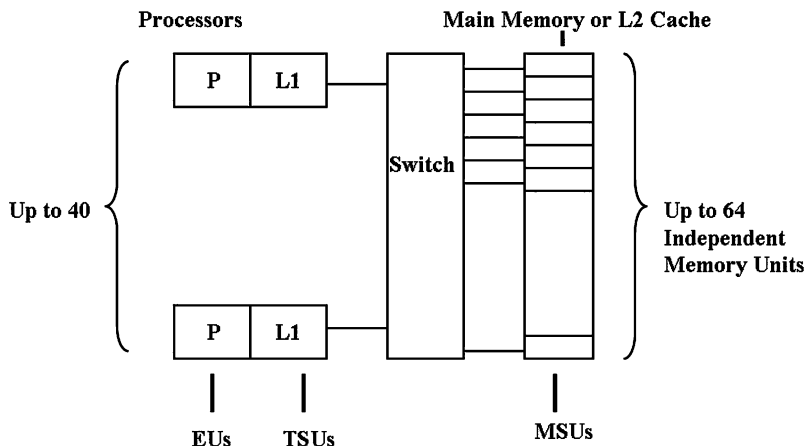 Processors
Main Memory or L2 Cache
P
L1
Switch
Up to 40
Up to 64
Independent
Memory Units
P
L1
EUs
TSUs
MSUs